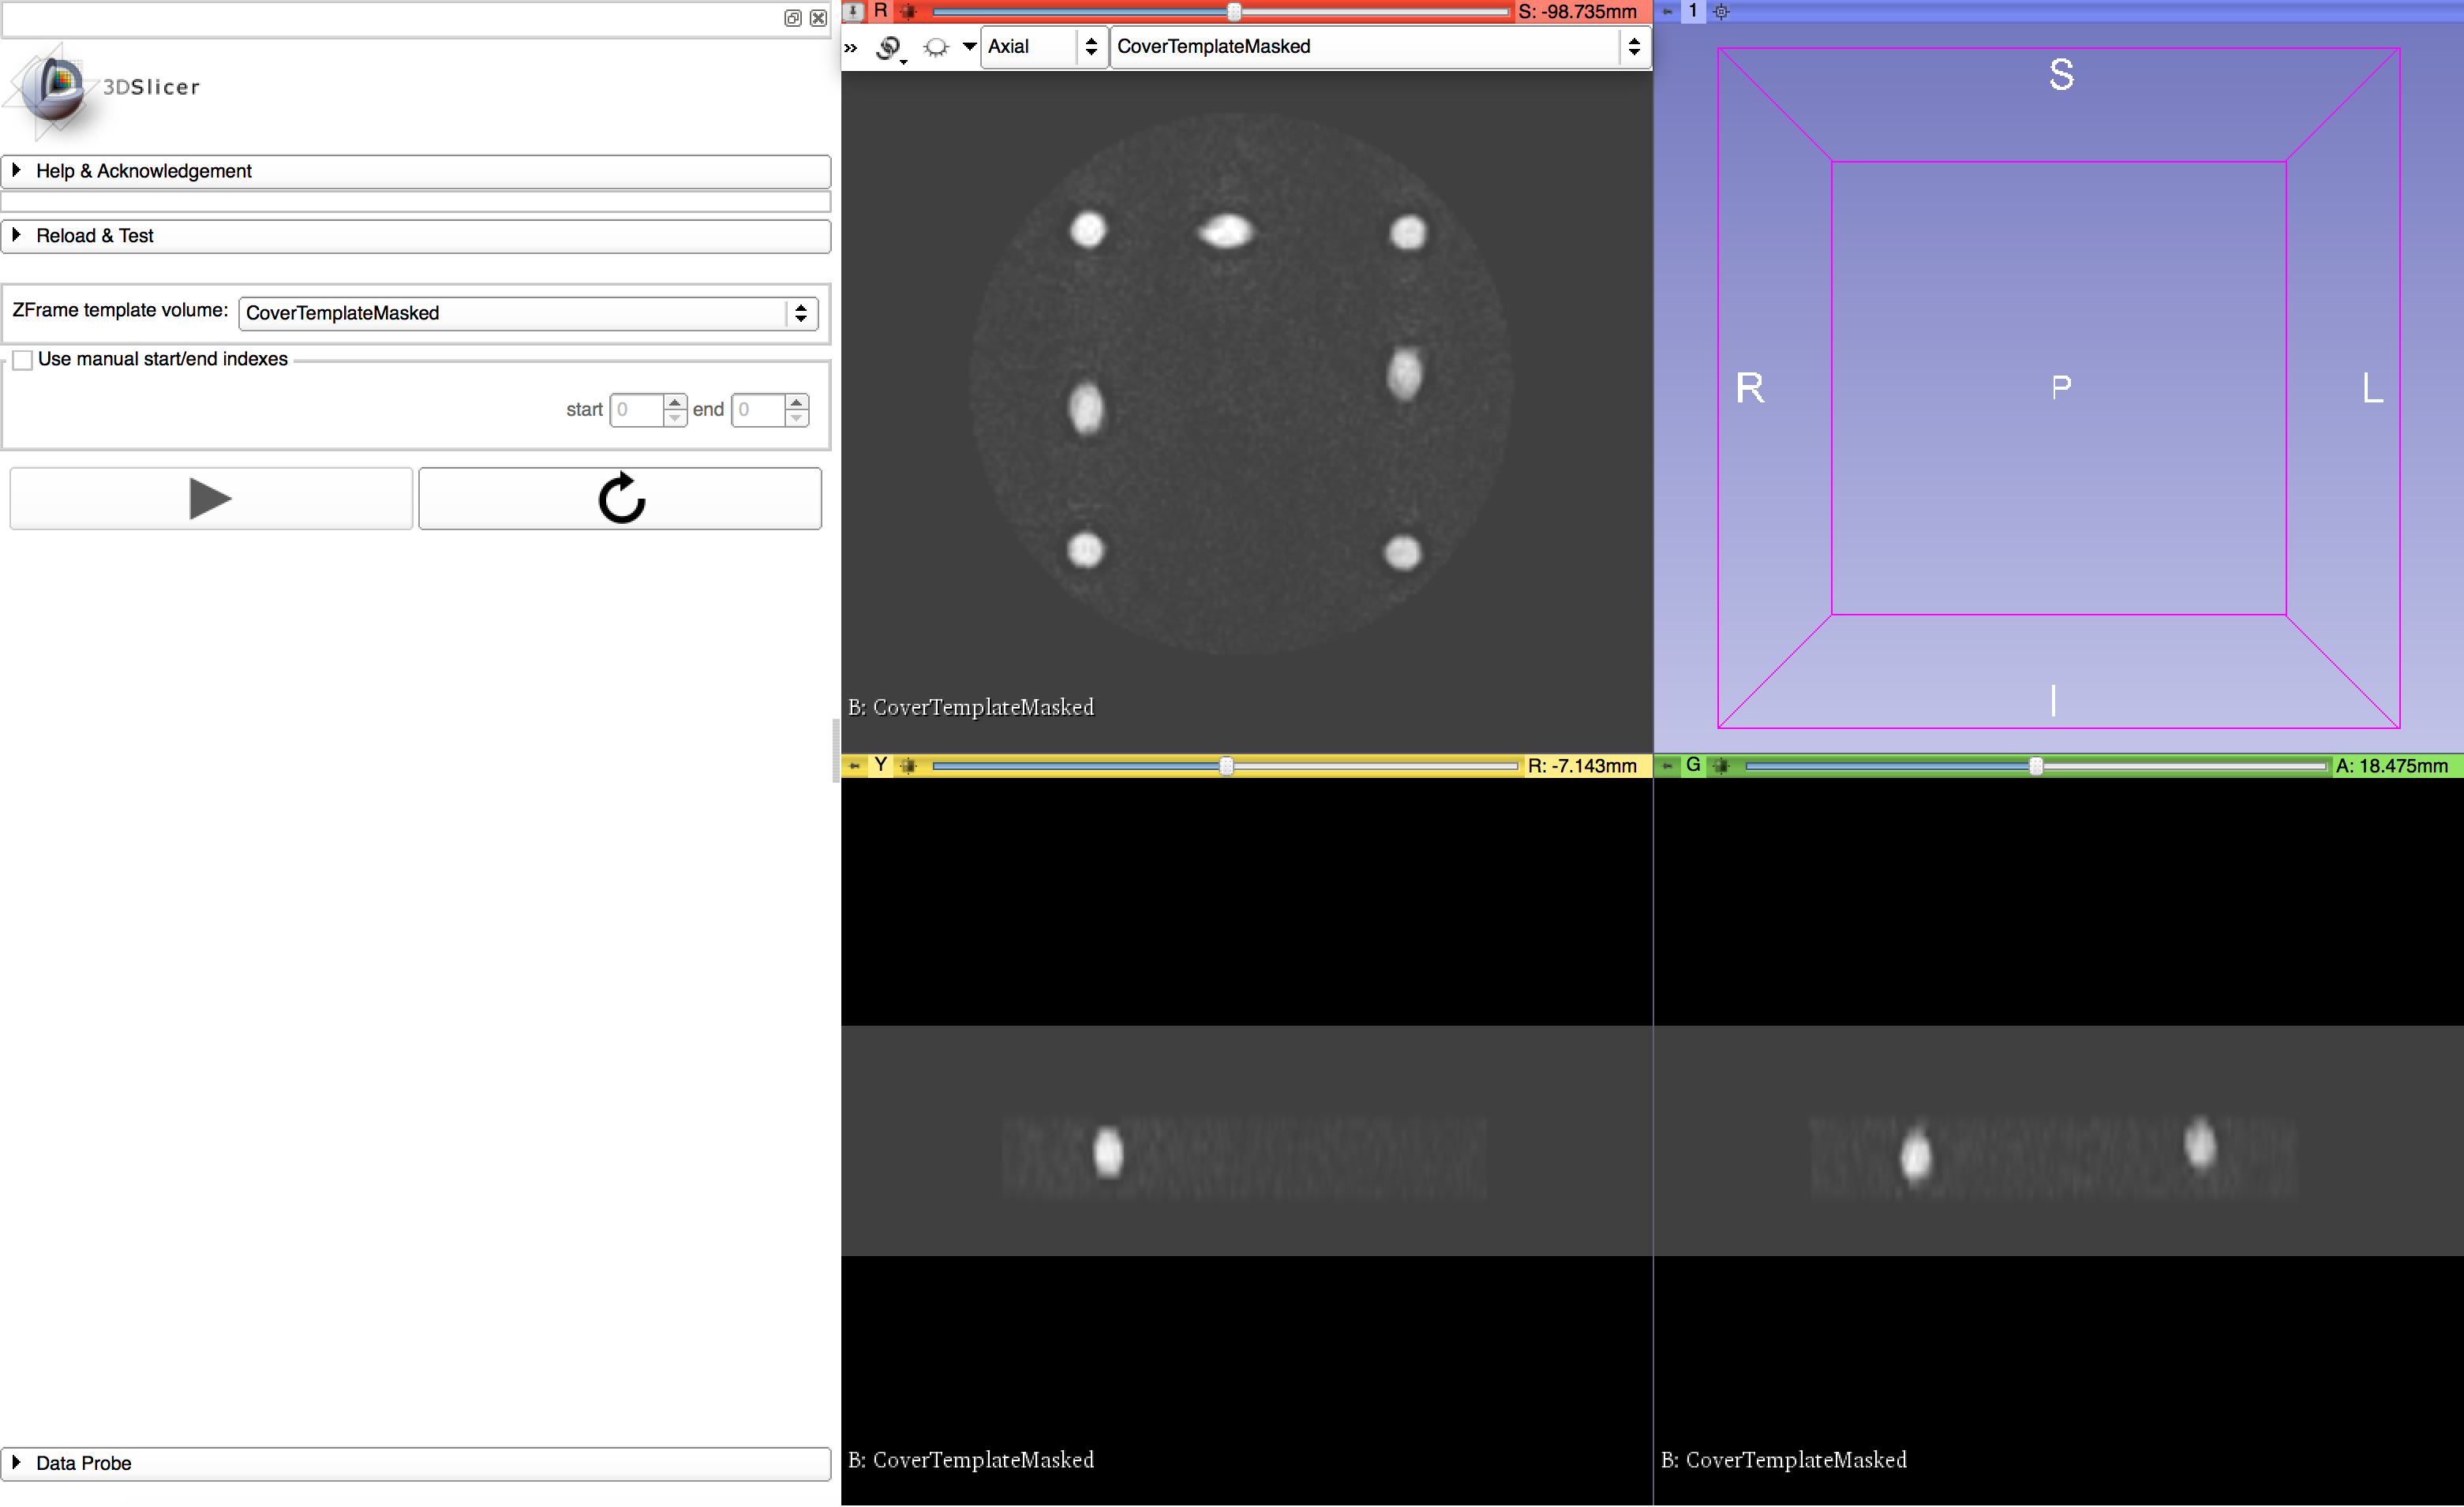 3DSlicer
Help & Acknowledgement
Reload & Test
ZFrame template volume: CoverTemplateMasked
Use manual start/end indexes
start 0 end 0
Data Probe
R S: -98.735mm
» Axial CoverTemplateMasked
B: CoverTemplateMasked
1
S
R P L
I
Y R: -7.143mm
B: CoverTemplateMasked
G A: 18.475mm
B: CoverTemplateMasked